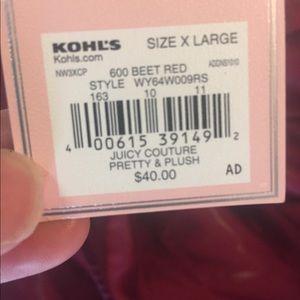 KOHL'S SIZE X LARGE
Kohls.com
NW3XCP 600 BEET RED ADDNS1010
STYLE WY64W009RS
163 10 11
4 00615 39149 2
JUICY COUTURE
PRETTY & PLUSH
$40.00 AD